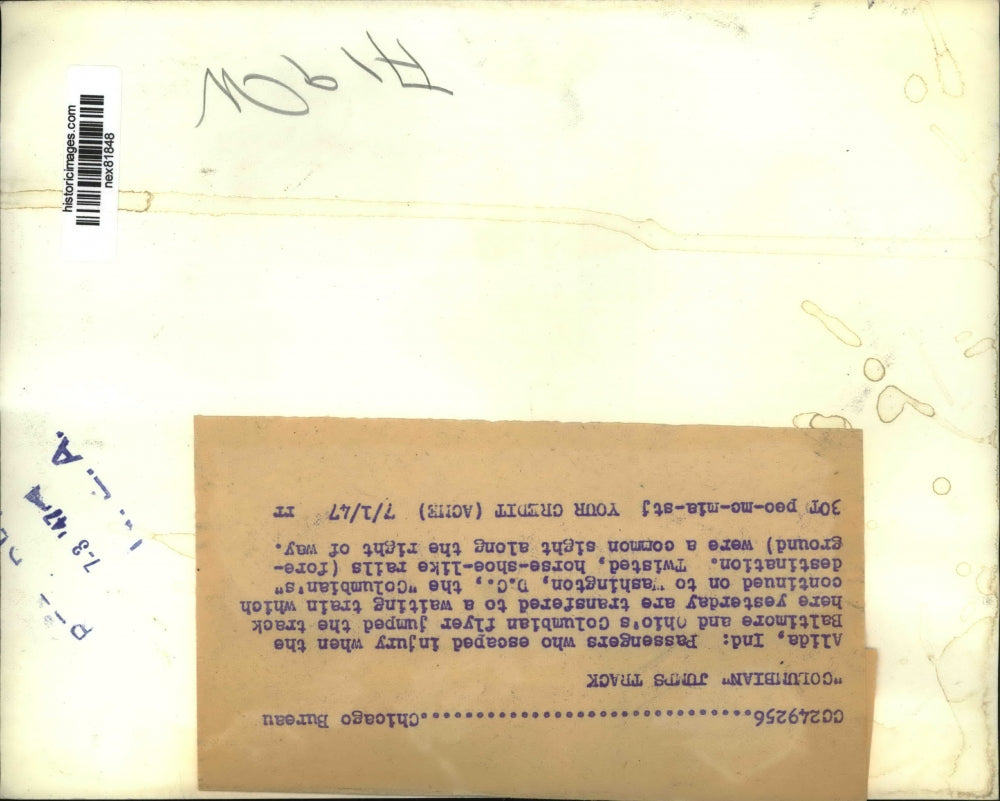 CG249256................................Chicago Bureau
"COLUMBIAN" JUMPS TRACK
Alida, Ind: Passengers who escaped injury when the
Baltimore and Ohio's Columbian flyer jumped the track
here yesterday are transfered to a waiting train which
continued on to Washington, D.C., the "Columbian's"
destination. Twisted, horse-shoe-like rails (fore-
ground) were a common sight along the right of way.
30T peo-mc-mia-stj YOUR CREDIT (ACME) 7/1/47 rr
historicimages.com
nex81848
7-3 '47